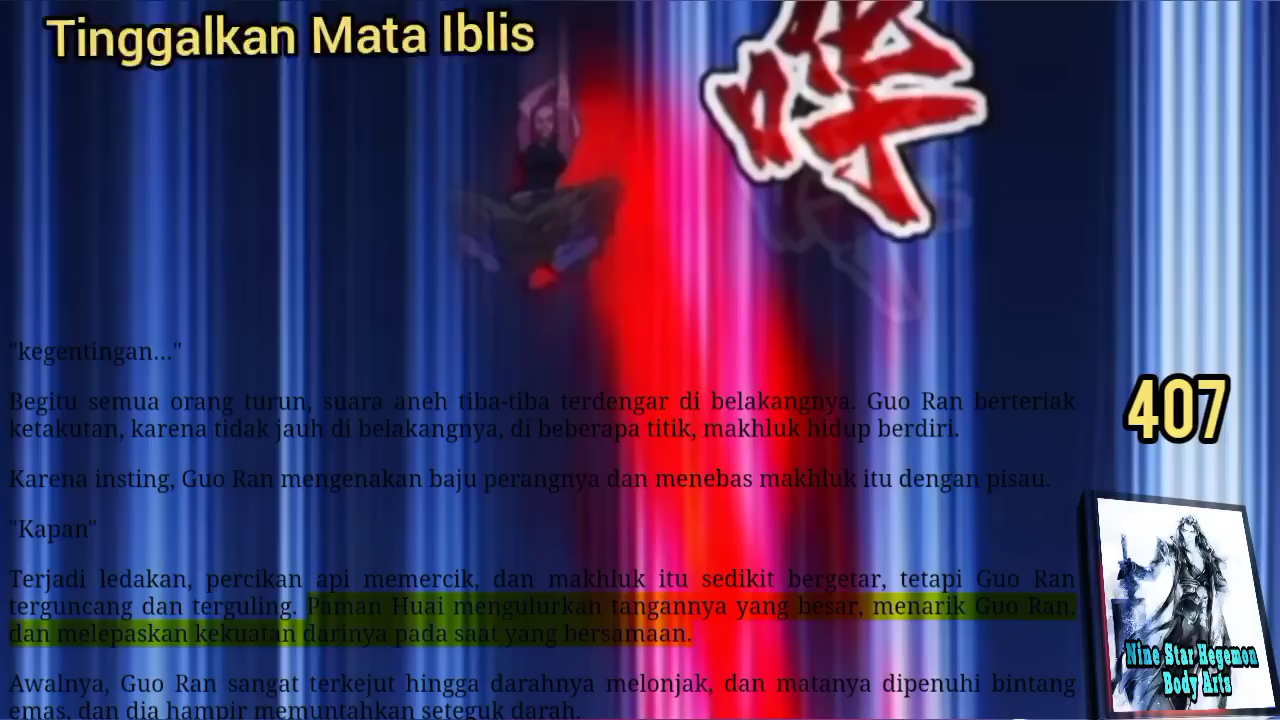 Tinggalkan Mata Iblis
"kegentingan..."
Begitu semua orang turun, suara aneh tiba-tiba terdengar di belakangnya. Guo Ran berteriak
ketakutan, karena tidak jauh di belakangnya, di beberapa titik, makhluk hidup berdiri.
Karena insting, Guo Ran mengenakan baju perangnya dan menebas makhluk itu dengan pisau.
"Kapan"
Terjadi ledakan, percikan api memercik, dan makhluk itu sedikit bergetar, tetapi Guo Ran
terguncang dan terguling. Paman Huai mengulurkan tangannya yang besar, menarik Guo Ran,
dan melepaskan kekuatan darinya pada saat yang bersamaan.
Awalnya, Guo Ran sangat terkejut hingga darahnya melonjak, dan matanya dipenuhi bintang
emas, dan dia hampir memuntahkan seteguk darah.
407
Nine Star Hegemon
Body Arts